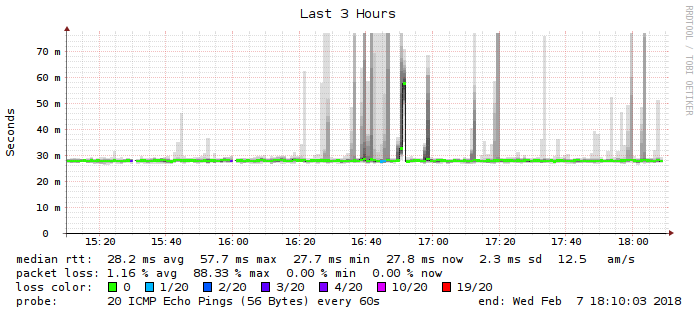 Last 3 Hours
RRDTOOL / TOBI OETIKER
Seconds
70 m
60 m
50 m
40 m
30 m
20 m
10 m
0
15:20 15:40 16:00 16:20 16:40 17:00 17:20 17:40 18:00
median rtt: 28.2 ms avg 57.7 ms max 27.7 ms min 27.8 ms now 2.3 ms sd 12.5 am/s
packet loss: 1.16 % avg 88.33 % max 0.00 % min 0.00 % now
loss color: 0 1/20 2/20 3/20 4/20 10/20 19/20
probe: 20 ICMP Echo Pings (56 Bytes) every 60s end: Wed Feb 7 18:10:03 2018